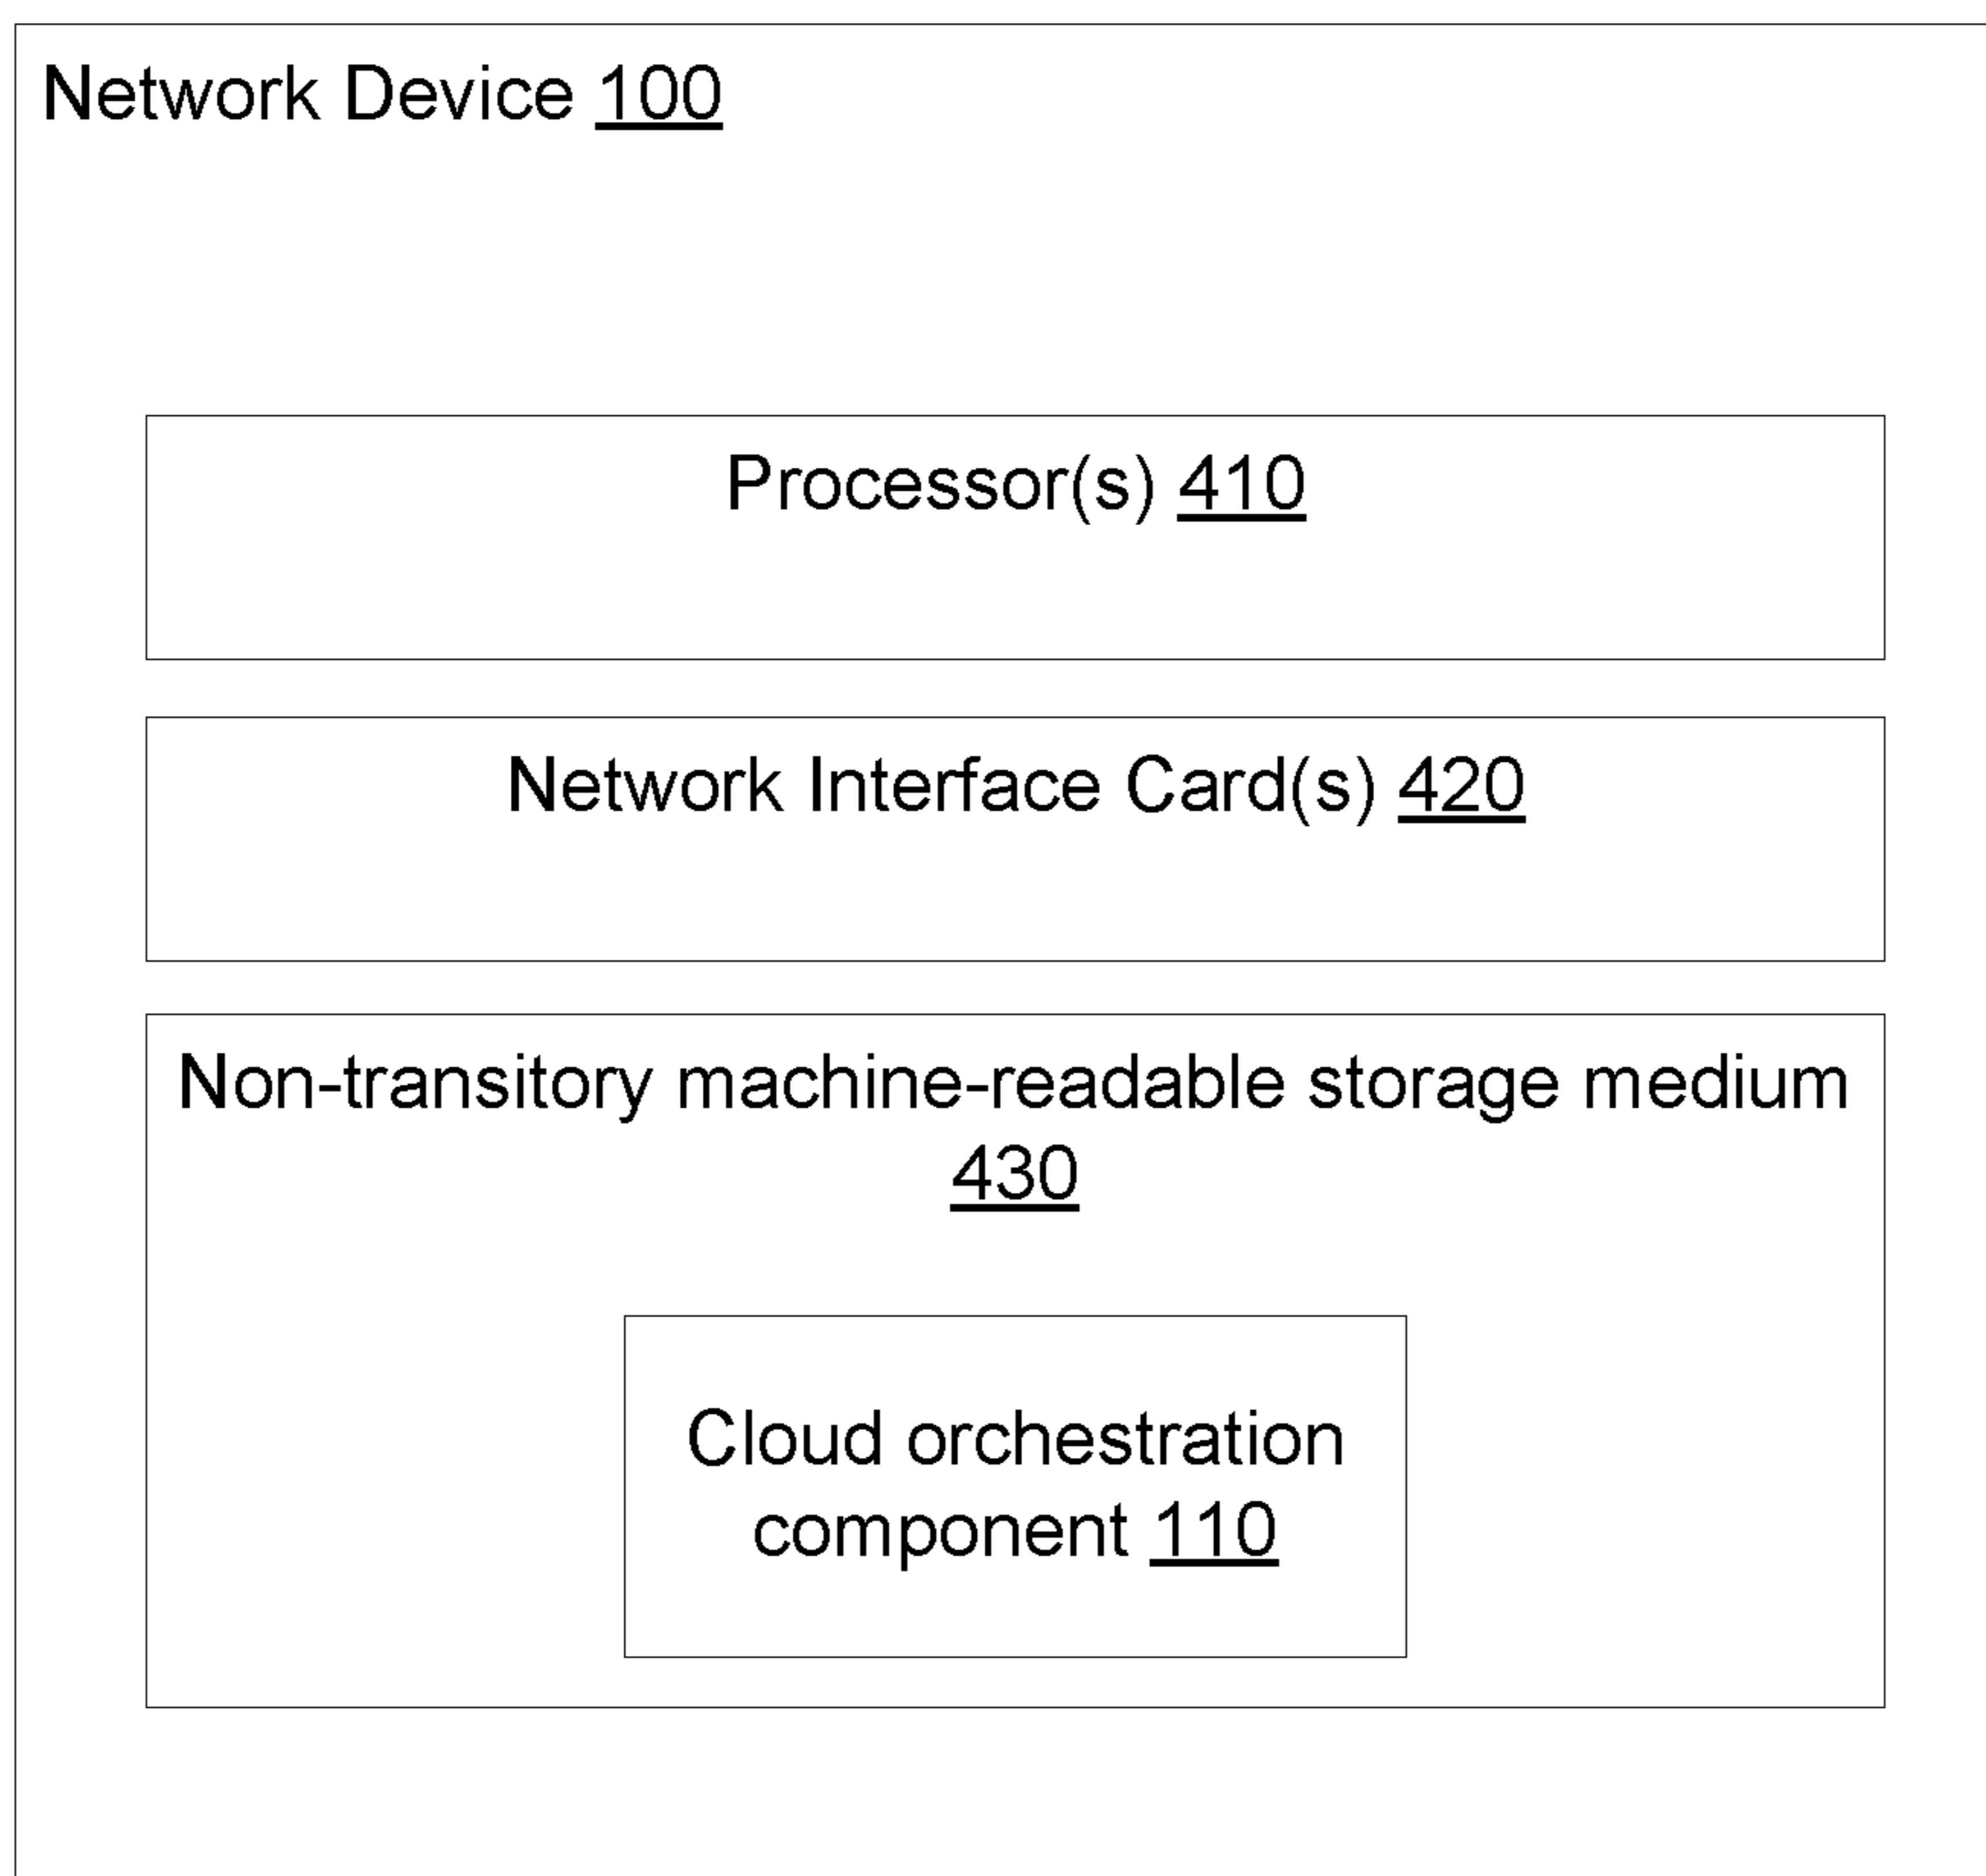 Network Device 100
Processor(s) 410
Network Interface Card(s) 420
Non-transitory machine-readable storage medium
430
Cloud orchestration
component 110